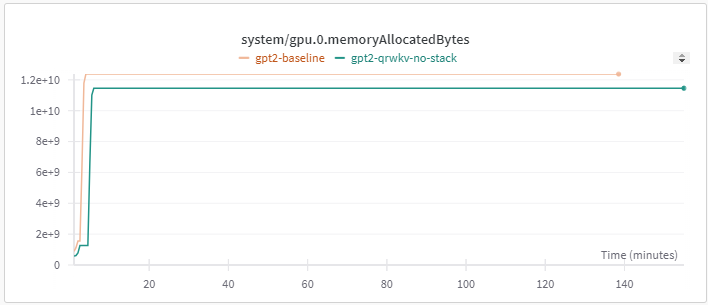 system/gpu.0.memoryAllocatedBytes
gpt2-baseline gpt2-qrwkv-no-stack
1.2e+10
1e+10
8e+9
6e+9
4e+9
2e+9
0
Time (minutes)
20 40 60 80 100 120 140